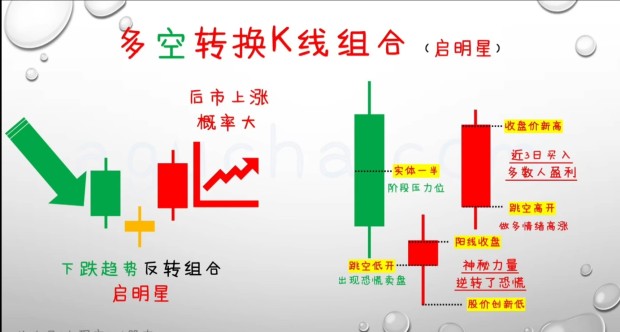 多空转换K线组合（启明星）
后市上涨
概率大
下跌趋势反转组合
启明星
收盘价新高
近3日买入
多数人盈利
实体一半
阶段压力位
跳空高开
做多情绪高涨
阳线收盘
跳空低开
出现恐慌卖盘
神秘力量
逆转了恐慌
股价创新低